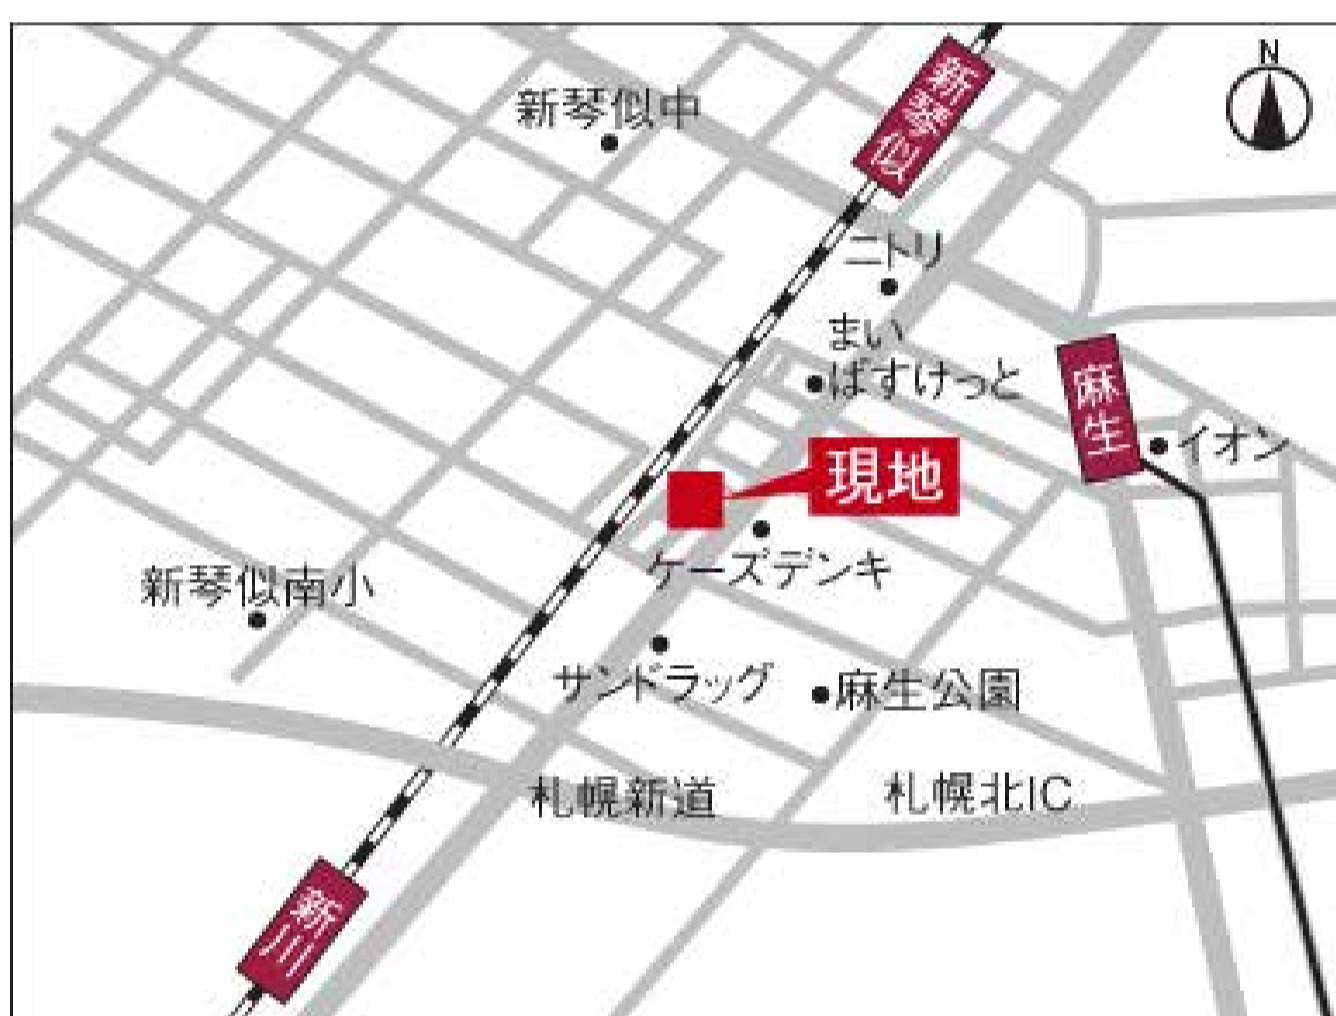 N
新琴似
新琴似中
ニトリ
まい
ばすけっと
麻生
イオン
現地
ケーズデンキ
新琴似南小
サンドラッグ
麻生公園
札幌新道
札幌北IC
新川